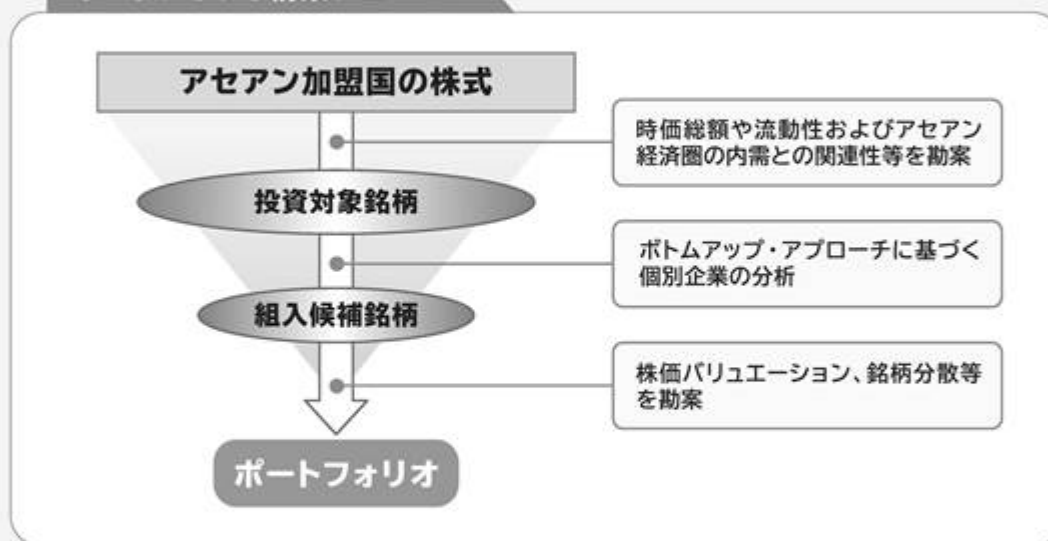 アセアン加盟国の株式
時価総額や流動性およびアセアン
経済圏の内需との関連性等を勘案
投資対象銘柄
ボトムアップ・アプローチに基づく
個別企業の分析
組入候補銘柄
株価バリュエーション、銘柄分散等
を勘案
ポートフォリオ